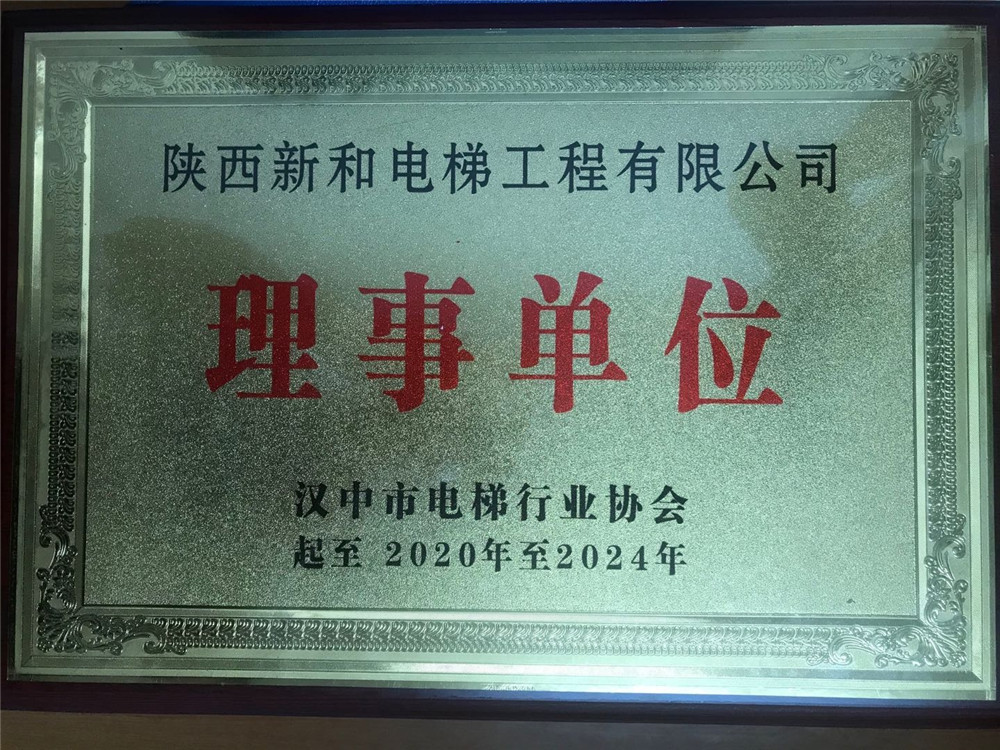 陕西新和电梯工程有限公司
理事单位
汉中市电梯行业协会
起至 2020年至2024年